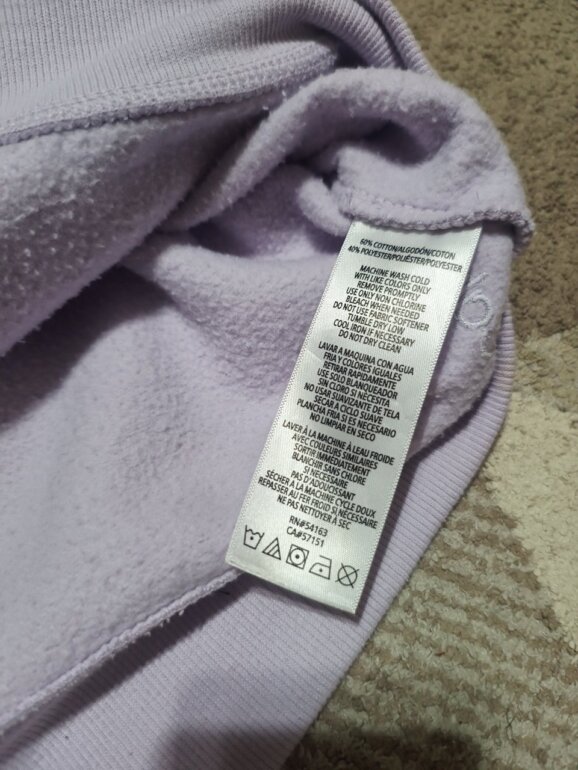 60% COTTON/ALGODÓN/COTON
40% POLYESTER/POLIÉSTER/POLYESTER
MACHINE WASH COLD
WITH LIKE COLORS ONLY
REMOVE PROMPTLY
USE ONLY NON CHLORINE
BLEACH WHEN NEEDED
DO NOT USE FABRIC SOFTENER
TUMBLE DRY LOW
COOL IRON IF NECESSARY
DO NOT DRY CLEAN
LAVAR A MAQUINA CON AGUA
FRIA Y COLORES IGUALES
RETIRAR RAPIDAMENTE
USE SOLO BLANQUEADOR
SIN CLORO SI NECESITA
NO USAR SUAVIZANTE DE TELA
SECAR A CICLO SUAVE
PLANCHA FRIA SI ES NECESARIO
NO LIMPIAR EN SECO
LAVER À LA MACHINE À LEAU FROIDE
AVEC COULEURS SIMILAIRES
SORTIR IMMÉDIATEMENT
BLANCHIR SANS CHLORE
SI NECESSAIRE
PAS D'ADOUCISSANT
SÉCHER À LA MACHINE CYCLE DOUX
REPASSER AU FER FROID SI NÉCESSAIRE
NE PAS NETTOYER À SEC
RN#54163
CA#57151